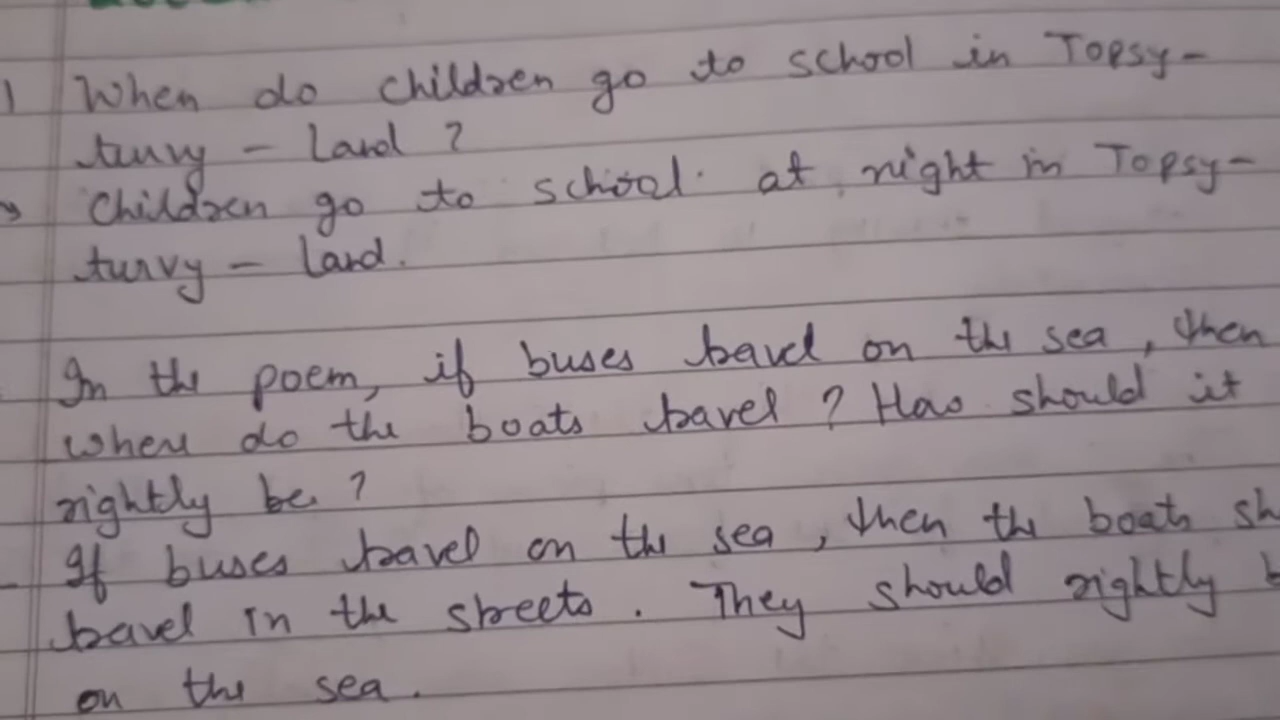 1 When do children go to school in Topsy-
turvy - Land ?
Children go to school at night in Topsy-
turvy - Land.
In the poem, if buses travel on the sea, then
where do the boats travel ? How should it
rightly be ?
If buses travel on the sea, then the boats sh
travel in the streets. They should rightly b
on the sea.